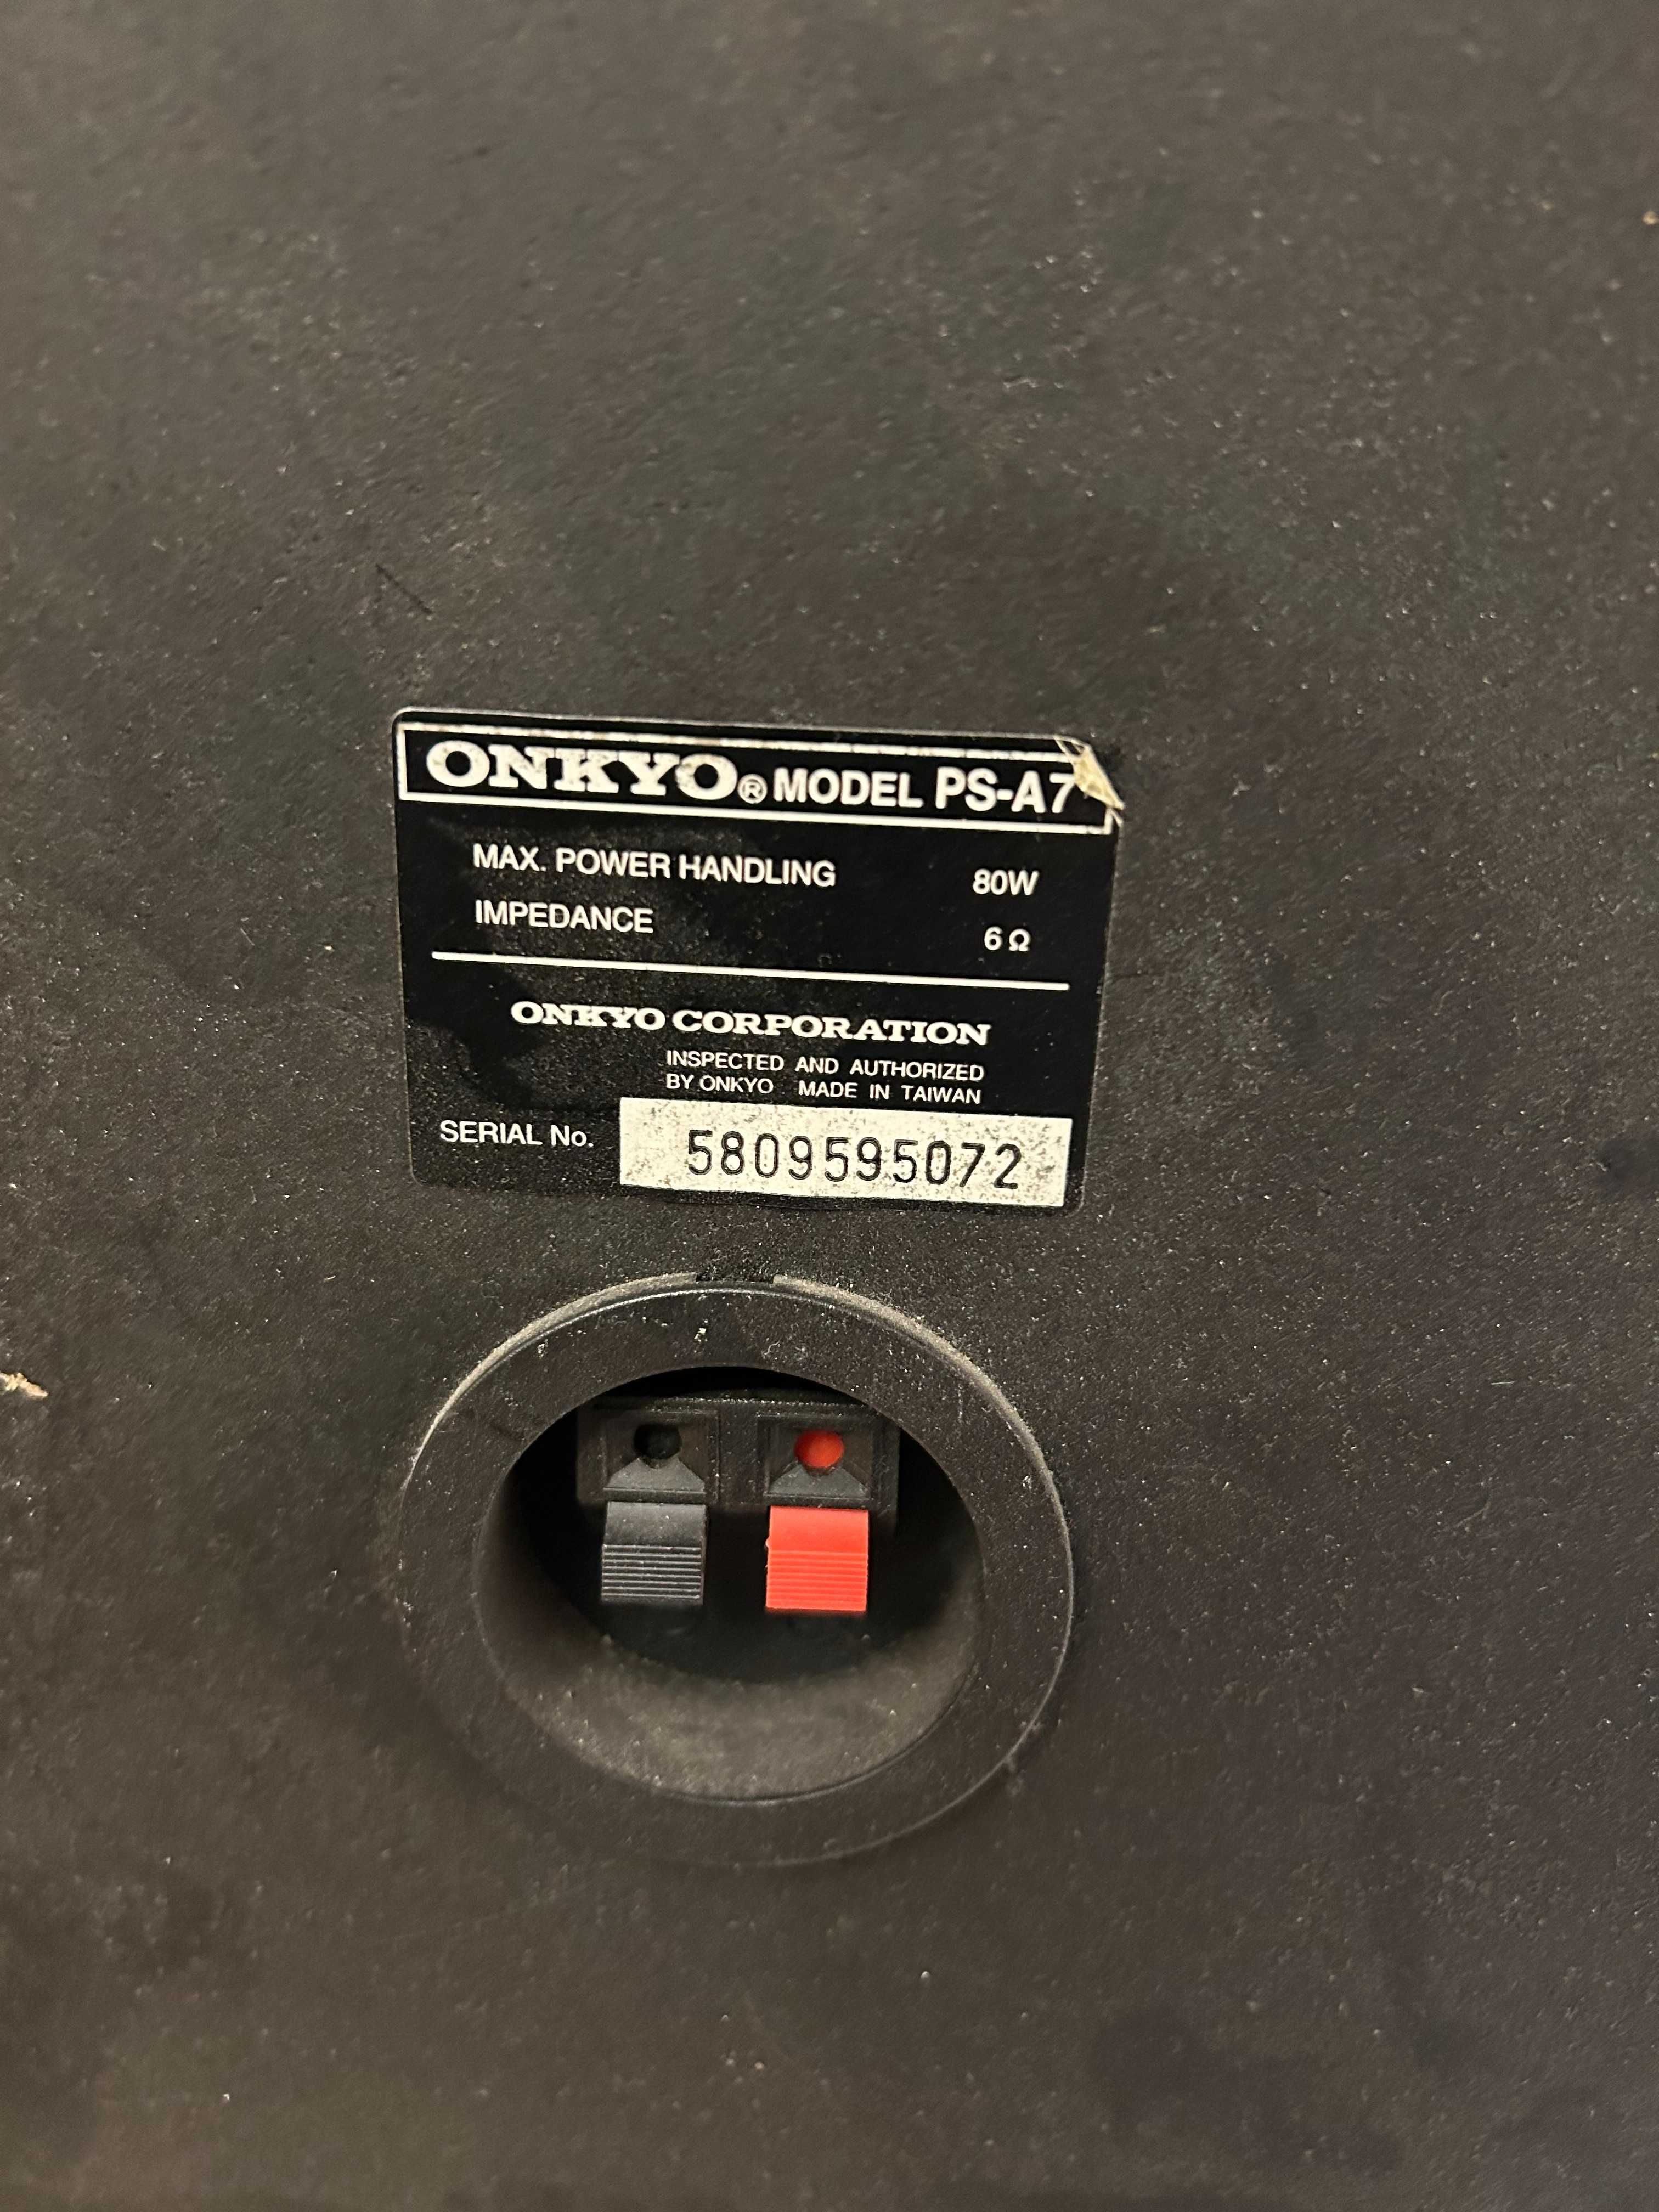 ONKYO® MODEL PS-A7
MAX. POWER HANDLING 80W
IMPEDANCE 6 Ω
ONKYO CORPORATION
INSPECTED AND AUTHORIZED
BY ONKYO MADE IN TAIWAN
SERIAL No. 5809595072